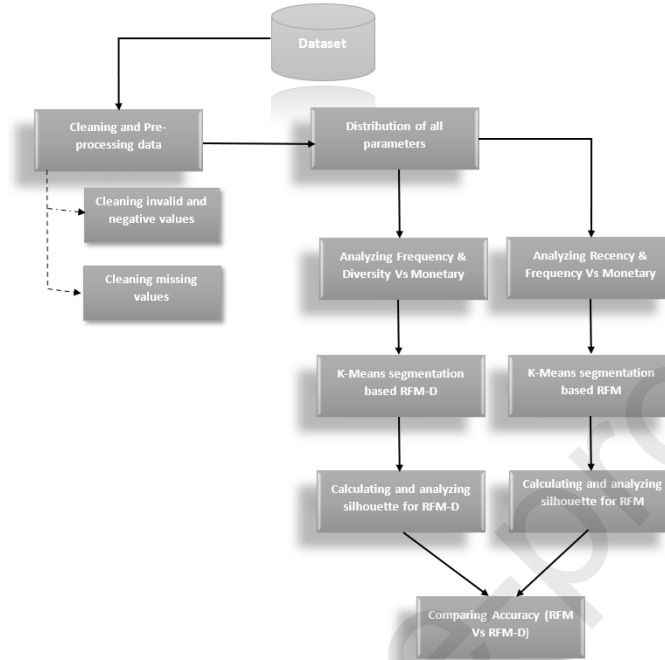 Dataset
Cleaning and Pre-
processing data
Distribution of all
parameters
Cleaning invalid and
negative values
Cleaning missing
values
Analyzing Frequency &
Diversity Vs Monetary
Analyzing Recency &
Frequency Vs Monetary
K-Means segmentation
based RFM-D
K-Means segmentation
based RFM
Calculating and analyzing
silhouette for RFM-D
Calculating and analyzing
silhouette for RFM
Comparing Accuracy (RFM
Vs RFM-D)
e-pro